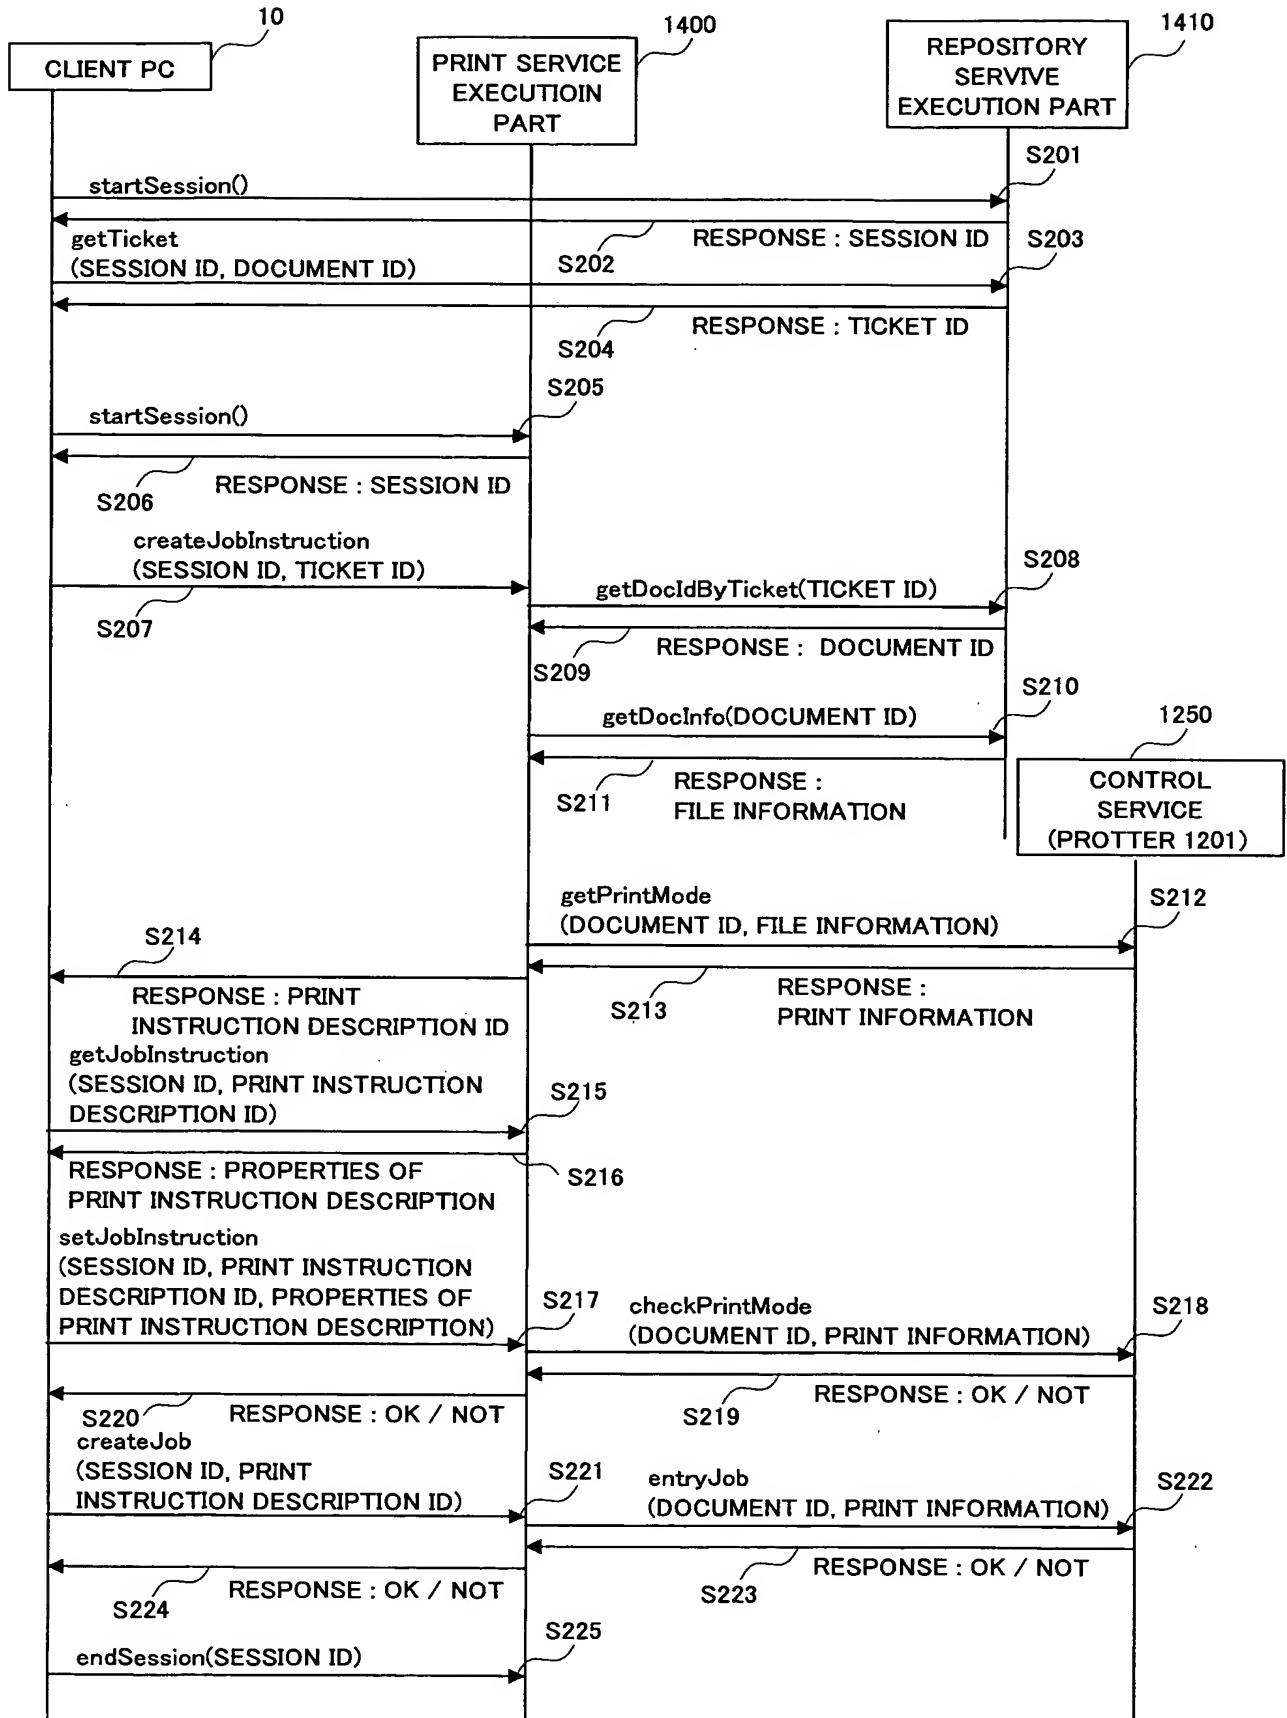 10
1400
1410
CLIENT PC
PRINT SERVICE
EXECUTIOIN
PART
REPOSITORY
SERVIVE
EXECUTION PART
S201
startSession()
RESPONSE : SESSION ID
S202
S203
getTicket
(SESSION ID, DOCUMENT ID)
RESPONSE : TICKET ID
S204
S205
startSession()
RESPONSE : SESSION ID
S206
createJobInstruction
(SESSION ID, TICKET ID)
S207
S208
getDocIdByTicket(TICKET ID)
RESPONSE : DOCUMENT ID
S209
S210
getDocInfo(DOCUMENT ID)
1250
RESPONSE :
FILE INFORMATION
S211
CONTROL
SERVICE
(PROTTER 1201)
getPrintMode
(DOCUMENT ID, FILE INFORMATION)
S212
S214
RESPONSE : PRINT
INSTRUCTION DESCRIPTION ID
S213
RESPONSE :
PRINT INFORMATION
getJobInstruction
(SESSION ID, PRINT INSTRUCTION
DESCRIPTION ID)
S215
RESPONSE : PROPERTIES OF
PRINT INSTRUCTION DESCRIPTION
S216
setJobInstruction
(SESSION ID, PRINT INSTRUCTION
DESCRIPTION ID, PROPERTIES OF
PRINT INSTRUCTION DESCRIPTION)
S217
checkPrintMode
(DOCUMENT ID, PRINT INFORMATION)
S218
RESPONSE : OK / NOT
S219
S220
RESPONSE : OK / NOT
createJob
(SESSION ID, PRINT
INSTRUCTION DESCRIPTION ID)
S221
entryJob
(DOCUMENT ID, PRINT INFORMATION)
S222
RESPONSE : OK / NOT
S223
RESPONSE : OK / NOT
S224
S225
endSession(SESSION ID)